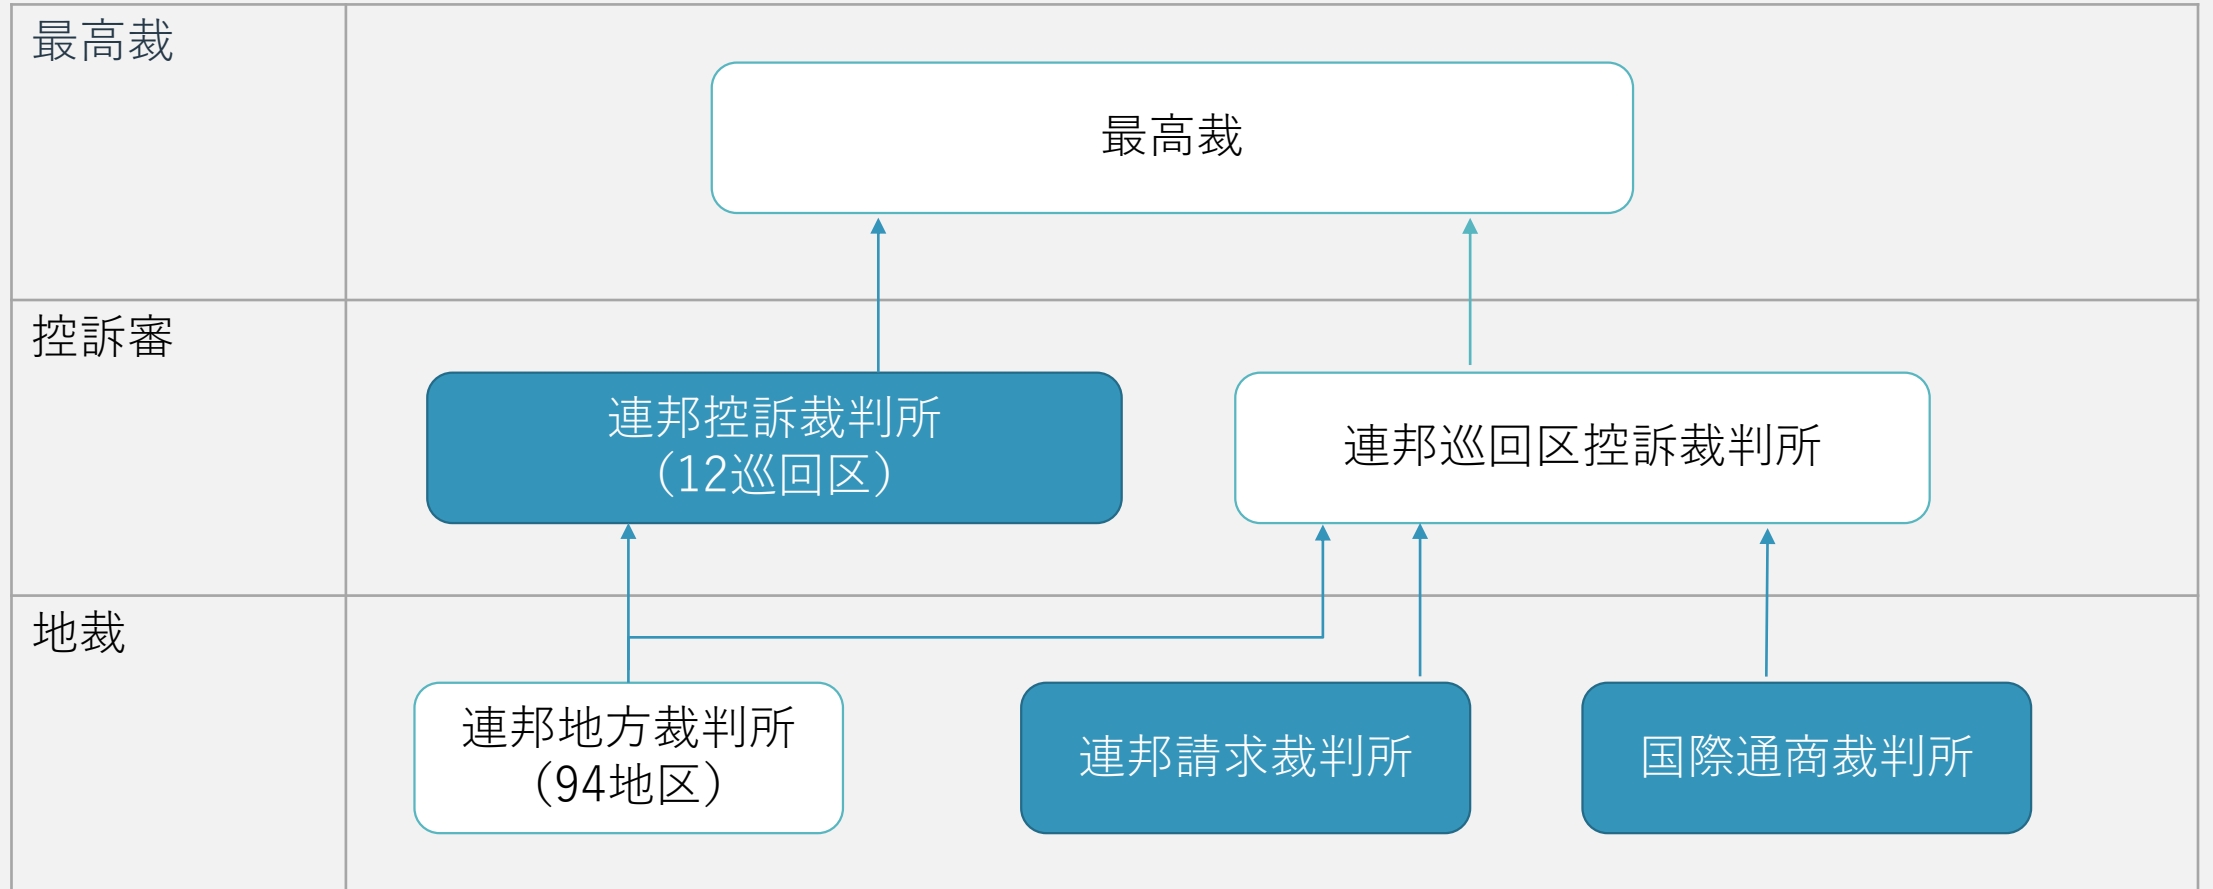 最高裁
最高裁
控訴審
連邦控訴裁判所
（12巡回区）
連邦巡回区控訴裁判所
地裁
連邦地方裁判所
（94地区）
連邦請求裁判所
国際通商裁判所